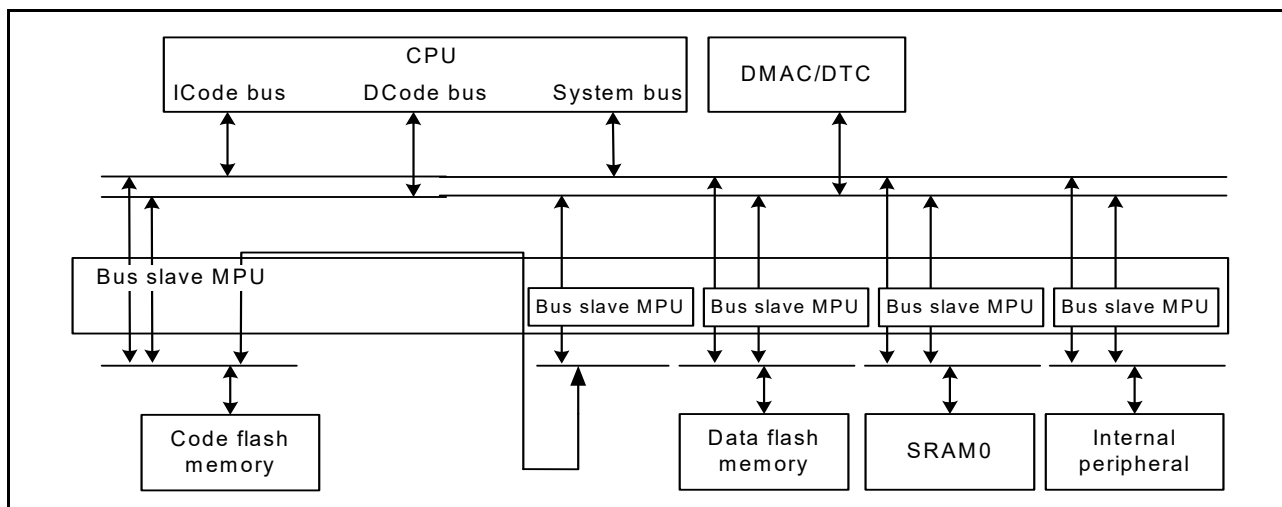 CPU
ICode bus DCode bus System bus
DMAC/DTC
Bus slave MPU
Bus slave MPU
Bus slave MPU
Bus slave MPU
Bus slave MPU
Code flash
memory
Data flash
memory
SRAM0
Internal
peripheral